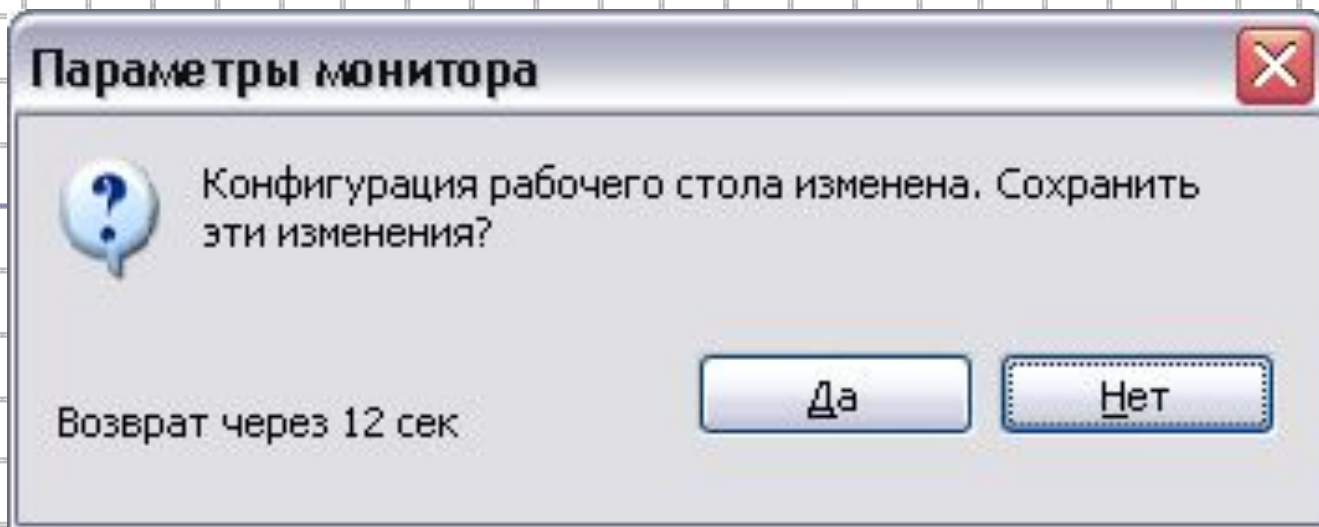 Параметры монитора
Конфигурация рабочего стола изменена. Сохранить
эти изменения?
Возврат через 12 сек
Да
Нет